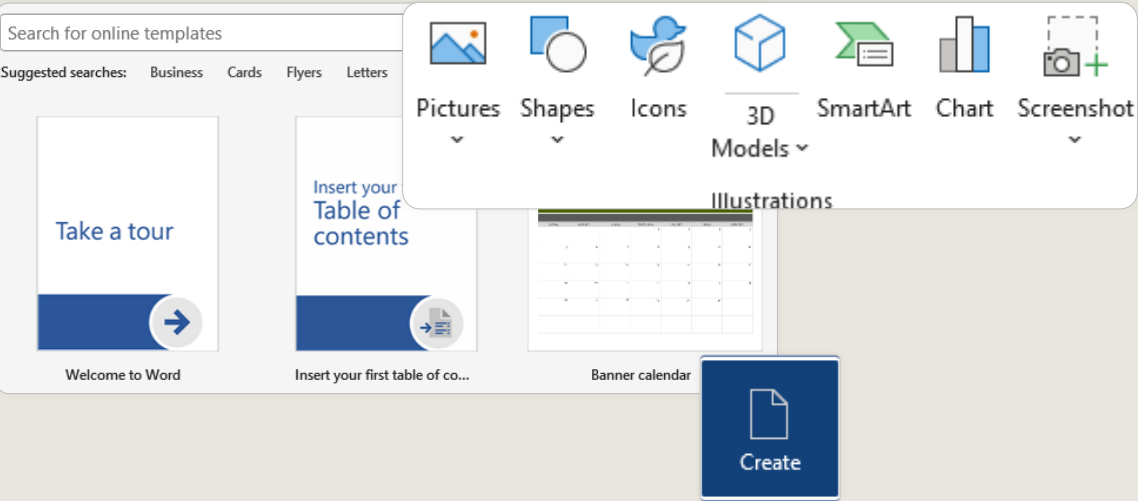 Search for online templates
Suggested searches: Business Cards Flyers Letters
Pictures Shapes Icons 3D Models SmartArt Chart Screenshot
Illustrations
Take a tour
Insert your
Table of
contents
Welcome to Word Insert your first table of co... Banner calendar
Create